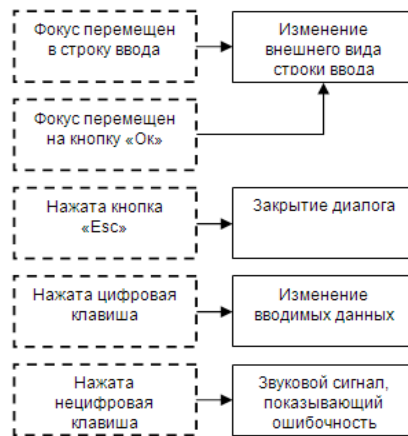 Фокус перемещен
в строку ввода
Изменение
внешнего вида
строки ввода
Фокус перемещен
на кнопку «Ок»
Нажата кнопка
«Esc»
Закрытие диалога
Нажата цифровая
клавиша
Изменение
вводимых данных
Нажата
нецифровая
клавиша
Звуковой сигнал,
показывающий
ошибочность